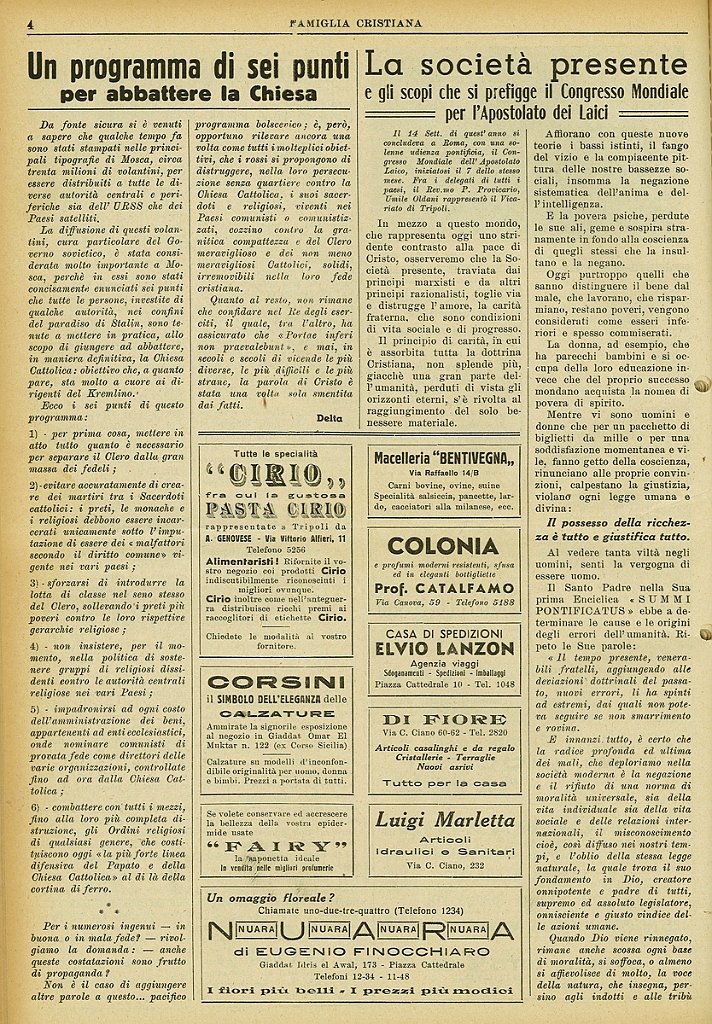 4
FAMIGLIA CRISTIANA
Un programma di sei punti
per abbattere la Chiesa
Da fonte sicura si è venuti
a sapere che qualche tempo fa
sono stati stampati nelle princi-
pali tipografie di Mosca, circa
trenta milioni di volantini, per
essere distribuiti a tutte le di-
verse autorità centrali e peri-
feriche sia dell'URSS che dei
Paesi satelliti.
La diffusione di questi volan-
tini, cura particolare del Go-
verno sovietico, è stata consi-
derata molto importante a Mo-
sca, perchè in essi sono stati
concisamente enunciati sei punti
che tutte le persone, investite di
qualche autorità, nei confini
del paradiso di Stalin, sono te-
nute a mettere in pratica, allo
scopo di giungere ad abbattere,
in maniera definitiva, la Chiesa
Cattolica: obiettivo che, a quanto
pare, sta molto a cuore ai di-
rigenti del Kremlino.
Ecco i sei punti di questo
programma:
1) - per prima cosa, mettere in
atto tutto quanto è necessario
per separare il Clero dalla gran
massa dei fedeli;
2) - evitare accuratamente di crea-
re dei martiri tra i Sacerdoti
cattolici: i preti, le monache e
i religiosi debbono essere incar-
cerati unicamente sotto l'impu-
tazione di essere dei «malfattori
secondo il diritto comune» vi-
gente nei vari paesi;
3) - sforzarsi di introdurre la
lotta di classe nel seno stesso
del Clero, sollevando i preti più
poveri contro le loro rispettive
gerarchie religiose;
4) - non insistere, per il mo-
mento, nella politica di soste-
nere gruppi di religiosi dissi-
denti contro le autorità centrali
religiose nei vari Paesi;
5) - impadronirsi ad ogni costo
dell'amministrazione dei beni,
appartenenti ad enti ecclesiastici,
onde nominare comunisti di
provata fede come direttori delle
varie organizzazioni, controllate
fino ad ora dalla Chiesa Cat-
tolica;
6) - combattere con tutti i mezzi,
fino alla loro più completa di-
struzione, gli Ordini religiosi
di qualsiasi genere, che costi-
tuiscono oggi «la più forte linea
difensiva del Papato e della
Chiesa Cattolica» al di là della
cortina di ferro.
* * *
Per i numerosi ingenui — in
buona o in mala fede? — rivol-
giamo la domanda: — anche
queste costatazioni sono frutto
di propaganda?
Non è il caso di aggiungere
altre parole a questo... pacifico
programma bolscevico; è, però,
opportuno rilevare ancora una
volta come tutti i molteplici obiet-
tivi, che i rossi si propongono di
distruggere, nella loro persecu-
zione senza quartiere contro la
Chiesa Cattolica, i suoi sacer-
doti e religiosi, viventi nei
Paesi comunisti o comunistiz-
zati, cozzino contro la gra-
nitica compattezza e del Clero
meraviglioso e dei non meno
meravigliosi Cattolici, solidi,
irremovibili nella loro fede
cristiana.
Quanto al resto, non rimane
che confidare nel Re degli eser-
citi, il quale, tra l'altro, ha
assicurato che «Portae inferi
non praevalebunt» e mai, in
secoli e secoli di vicende le più
diverse, le più difficili e le più
strane, la parola di Cristo è
stata una volta sola smentita
dai fatti.
Delta
La società presente
e gli scopi che si prefigge il Congresso Mondiale
per l'Apostolato dei Laici
Il 14 Sett. di quest'anno si
concludeva a Roma, con una so-
lenne udienza pontificia, il Con-
gresso Mondiale dell'Apostolato
Laico, iniziatosi il 7 dello stesso
mese. Fra i delegati di tutti i
paesi, il Rev.mo P. Provicario,
Umile Oldani rappresentò il Vica-
riato di Tripoli.
In mezzo a questo mondo,
che rappresenta oggi uno stri-
dente contrasto alla pace di
Cristo, osserveremo che la So-
cietà presente, traviata dai
principi marxisti e da altri
principi razionalisti, toglie via
e distrugge l'amore, la carità
fraterna, che sono condizioni
di vita sociale e di progresso.
Il principio di carità, in cui
è assorbita tutta la dottrina
Cristiana, non splende più,
giacchè una gran parte del-
l'umanità, perduti di vista gli
orizzonti eterni, s'è rivolta al
raggiungimento del solo be-
nessere materiale.
Affiorano con queste nuove
teorie i bassi istinti, il fango
del vizio e la compiacente pit-
tura delle nostre bassezze so-
ciali, insomma la negazione
sistematica dell'anima e del-
l'intelligenza.
E la povera psiche, perdute
le sue ali, geme e sospira stra-
namente in fondo alla coscienza
di quegli stessi che la insul-
tano e la negano.
Oggi purtroppo quelli che
sanno distinguere il bene dal
male, che lavorano, che rispar-
miano, restano poveri, vengono
considerati come esseri infe-
riori e spesso commiserati.
La donna, ad esempio, che
ha parecchi bambini e si oc-
cupa della loro educazione in-
vece che del proprio successo
mondano acquista la nomea di
povera di spirito.
Mentre vi sono uomini e
donne che per un pacchetto di
biglietti da mille o per una
soddisfazione momentanea e vi-
le, fanno getto della coscienza,
rinunciano alle proprie convin-
zioni, calpestano la giustizia,
violano ogni legge umana e
divina:
Il possesso della ricchez-
za è tutto e giustifica tutto.
Al vedere tanta viltà negli
uomini, senti la vergogna di
essere uomo.
Il Santo Padre nella Sua
prima Enciclica «SUMMI
PONTIFICATUS» ebbe a de-
terminare le cause e le origini
degli errori dell'umanità. Ri-
peto le Sue parole:
«Il tempo presente, venera-
bili fratelli, aggiungendo alle
deviazioni dottrinali del passa-
to, nuovi errori, li ha spinti
ad estremi, dai quali non pote-
va seguire se non smarrimento
e rovina.
E innanzi tutto, è certo che
la radice profonda ed ultima
dei mali, che deploriamo nella
società moderna è la negazione
e il rifiuto di una norma di
moralità universale, sia della
vita individuale sia della vita
sociale e delle relazioni inter-
nazionali, il misconoscimento
cioè, così diffuso nei nostri tem-
pi, e l'oblio della stessa legge
naturale, la quale trova il suo
fondamento in Dio, creatore
onnipotente e padre di tutti,
supremo ed assoluto legislatore,
onnisciente e giusto vindice del-
le azioni umane.
Quando Dio viene rinnegato,
rimane anche scossa ogni base
di moralità, si soffoca, o almeno
si affievolisce di molto, la voce
della natura, che insegna, per-
sino agli indotti e alle tribù
Tutte le specialità
“CIRIO„
fra cui la gustosa
PASTA CIRIO
rappresentate a Tripoli da
A. GENOVESE - Via Vittorio Alfieri, 11
Telefono 5256
Alimentaristi! Rifornite il vo-
stro negozio coi prodotti Cirio
indiscutibilmente riconosciuti i
migliori ovunque.
Cirio inoltre come nell'anteguer-
ra distribuisce ricchi premi ai
raccoglitori di etichette Cirio.
Chiedete le modalità al vostro
fornitore.
CORSINI
il SIMBOLO DELL'ELEGANZA delle
CALZATURE
Ammirate la signorile esposizione
al negozio in Giaddat Omar El
Muktar n. 122 (ex Corso Sicilia)
Calzature su modelli d'inconfon-
dibile originalità per uomo, donna
e bimbi. Prezzi a portata di tutti.
Se volete conservare ed accrescere
la bellezza della vostra epider-
mide usate
“FAIRY”
la saponetta ideale
In vendita nelle migliori profumerie
Macelleria “BENTIVEGNA„
Via Raffaello 14/B
Carni bovine, ovine, suine
Specialità salsiccia, pancette, lar-
do, cacciatori alla milanese, ecc.
COLONIA
e profumi moderni resistenti, sfusa
ed in eleganti bottigliette
Prof. CATALFAMO
Via Canova, 59 - Telefono 5188
CASA DI SPEDIZIONI
ELVIO LANZON
Agenzia viaggi
Sdoganamenti - Spedizioni - Imballaggi
Piazza Cattedrale 10 - Tel. 1048
DI FIORE
Via C. Ciano 60-62 - Tel. 2820
Articoli casalinghi e da regalo
Cristallerie - Terraglie
Nuovi arrivi
Tutto per la casa
Luigi Marletta
Articoli
Idraulici e Sanitari
Via C. Ciano, 232
Un omaggio floreale?
Chiamate uno-due-tre-quattro (Telefono 1234)
N NUARA U NUARA A NUARA R NUARA A
di EUGENIO FINOCCHIARO
Giaddat Idris el Awal, 173 - Piazza Cattedrale
Telefoni 12-34 - 11-48
I fiori più belli - I prezzi più modici